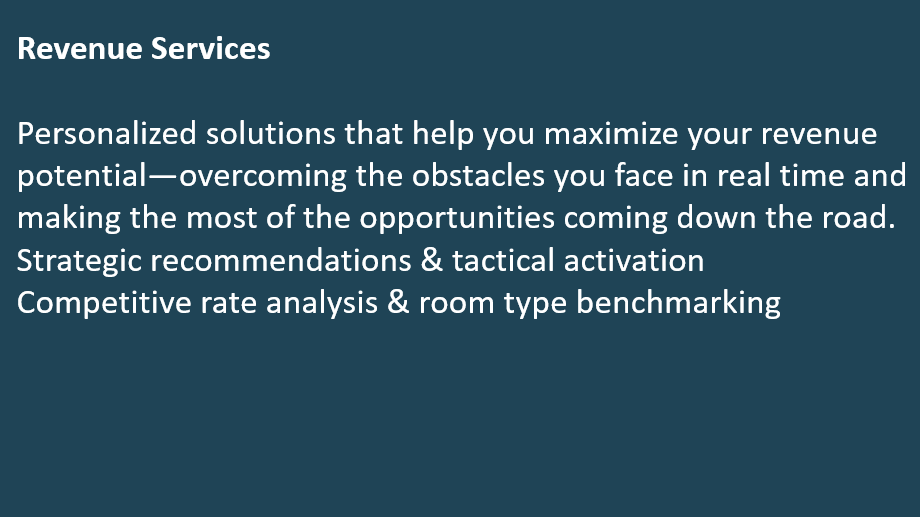 Revenue Services
Personalized solutions that help you maximize your revenue
potential—overcoming the obstacles you face in real time and
making the most of the opportunities coming down the road.
Strategic recommendations & tactical activation
Competitive rate analysis & room type benchmarking